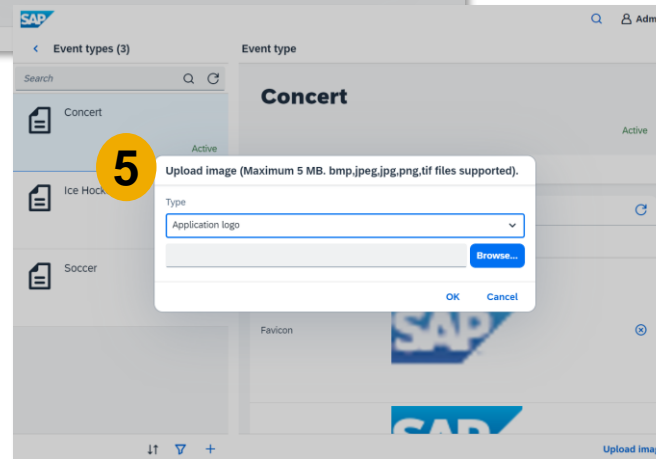 SAP
Adm
Event types (3)
Event type
Search
Concert
Active
Concert
Active
5
Upload image (Maximum 5 MB. bmp,jpeg,jpg,png,tif files supported).
Type
Application logo
Browse...
OK
Cancel
Ice Hock
Soccer
Favicon
SAP
SAP
Upload imag